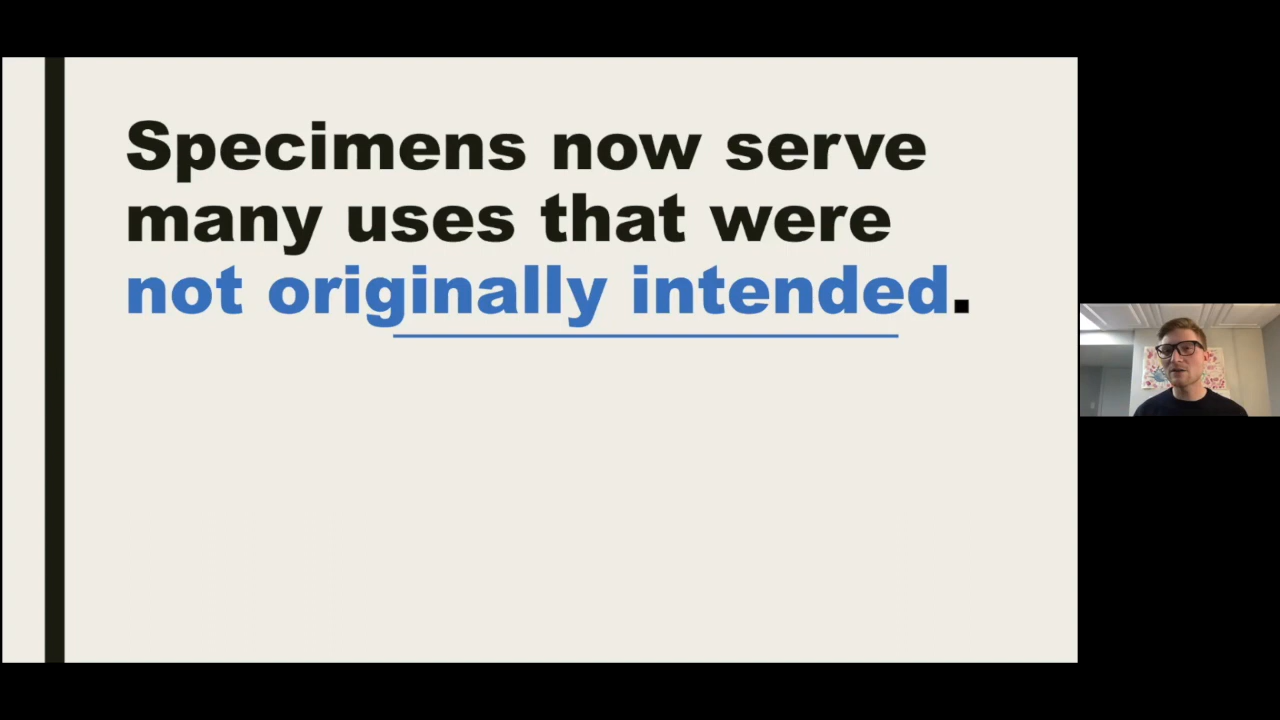 Specimens now serve
many uses that were
not originally intended.